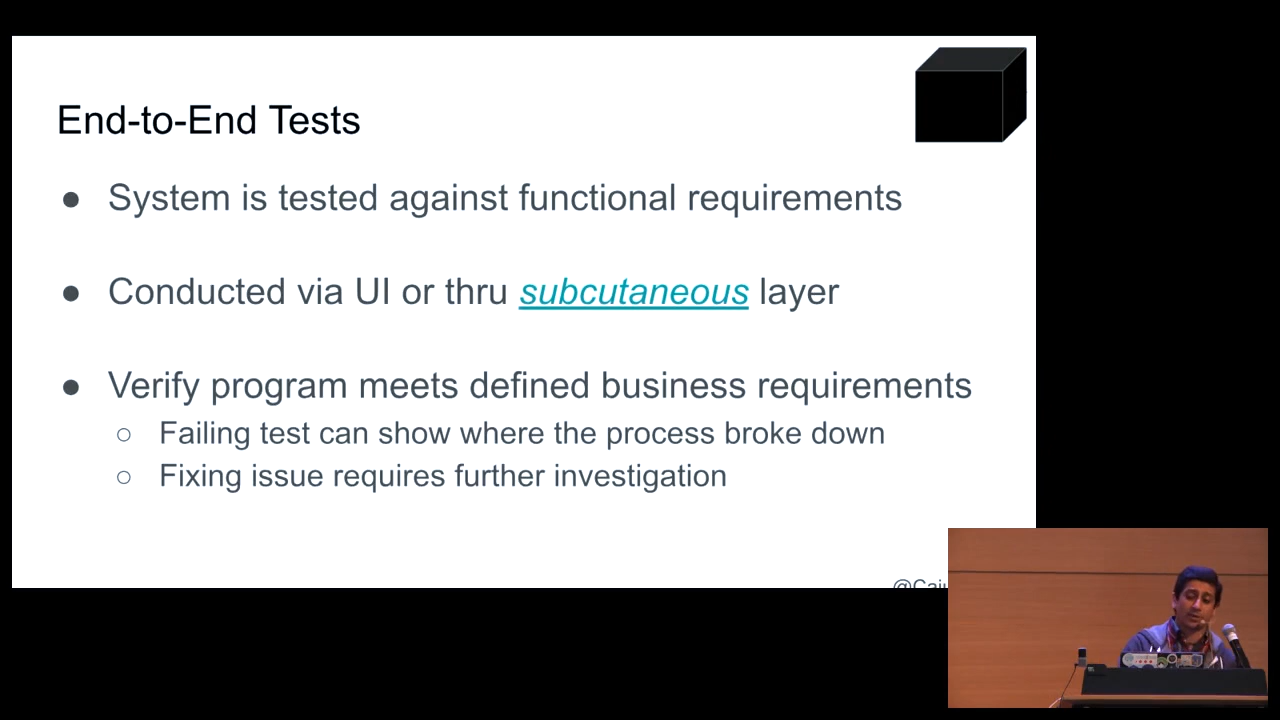 End-to-End Tests
● System is tested against functional requirements
● Conducted via UI or thru subcutaneous layer
● Verify program meets defined business requirements
○ Failing test can show where the process broke down
○ Fixing issue requires further investigation